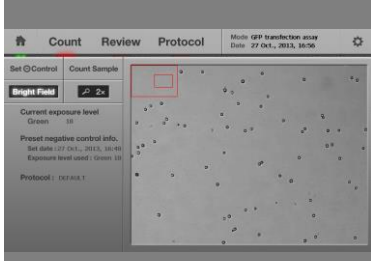 Count Review Protocol
Mode GFP transfection assay
Date 27 Oct., 2013, 16:56
Set ⊖Control Count Sample
Bright Field 2x
Current exposure level
Green 10
Preset negative control info.
Set date : 27 Oct., 2013, 16:49
Exposure level used : Green 10
Protocol : DEFAULT